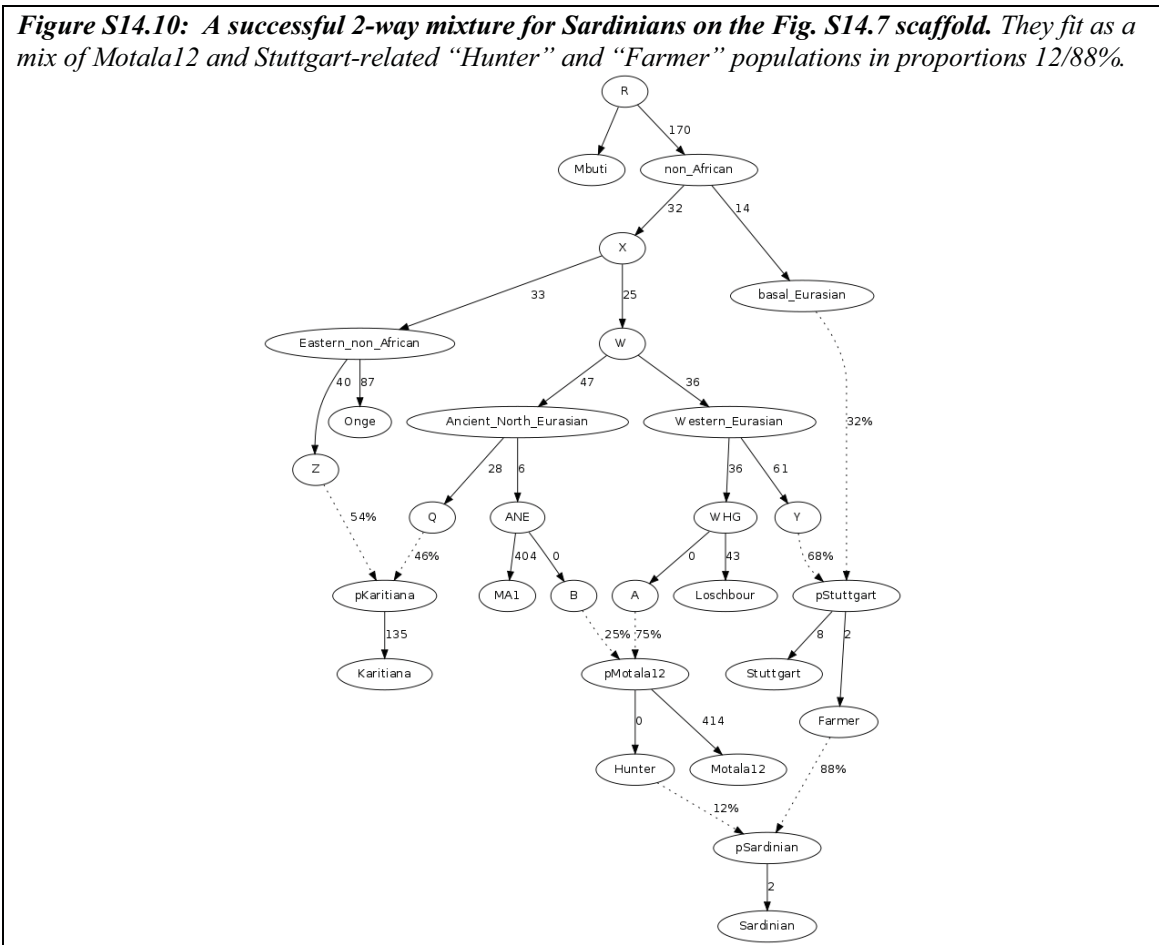 Figure S14.10: A successful 2-way mixture for Sardinians on the Fig. S14.7 scaffold. They fit as a
mix of Motala12 and Stuttgart-related “Hunter” and “Farmer” populations in proportions 12/88%.
R
170
Mbuti
non_African
32
14
X
33
25
basal_Eurasian
Eastern_non_African
W
40
87
47
36
32%
Onge
Ancient_North_Eurasian
Western_Eurasian
Z
28
6
36
61
54%
Q
ANE
WHG
Y
46%
404
0
0
43
68%
pKaritiana
MA1
B
A
Loschbour
pStuttgart
135
25%
75%
8
2
Karitiana
pMotala12
Stuttgart
0
414
Farmer
Hunter
Motala12
88%
12%
pSardinian
2
Sardinian